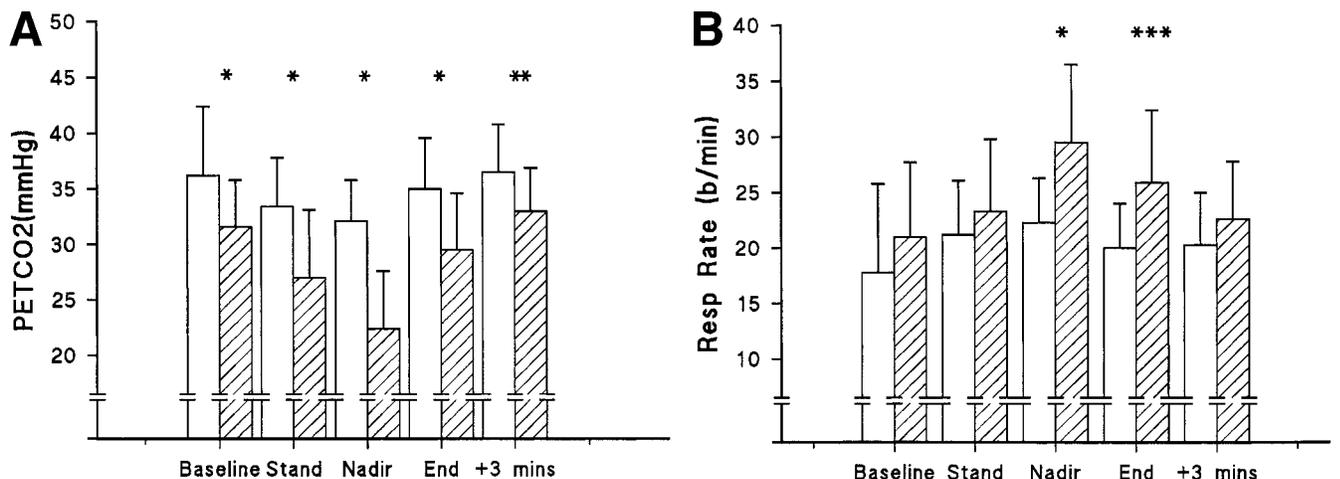 A
PETCO2(mmHg)
50
45
40
35
30
25
20
* * * * **
Baseline Stand Nadir End +3 mins
B
Resp Rate (b/min)
40
35
30
25
20
15
10
* ***
Baseline Stand Nadir End +3 mins